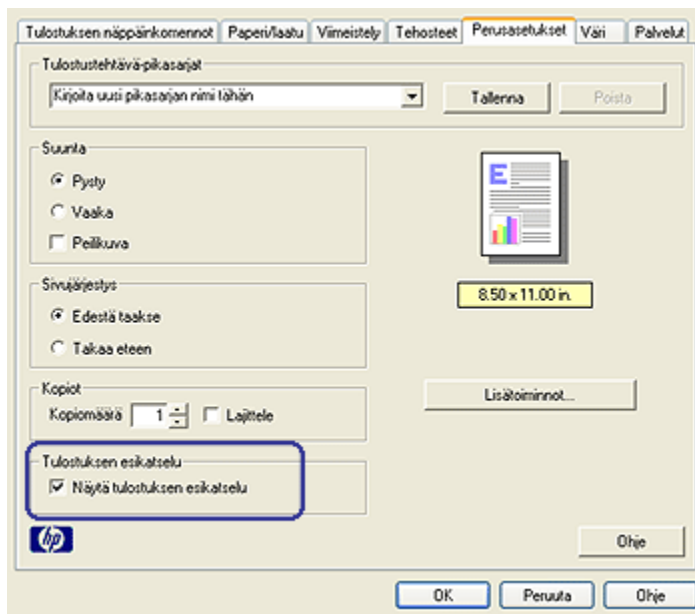 Tulostuksen näppäinkomennot Paperi/laatu Viimeistely Tehosteet Perusasetukset Väri Palvelut
Tulostustehtävä-pikasarjat
Kirjoita uusi pikasarjan nimi tähän
Tallenna
Poista
Suunta
Pysty
Vaaka
Peilikuva
E
8.50 x 11.00 in.
Sivujärjestys
Edestä taakse
Takaa eteen
Kopiot
Kopiomäärä 1 Lajittele
Lisätoiminnot...
Tulostuksen esikatselu
Näytä tulostuksen esikatselu
hp
Ohje
OK Peruuta Ohje